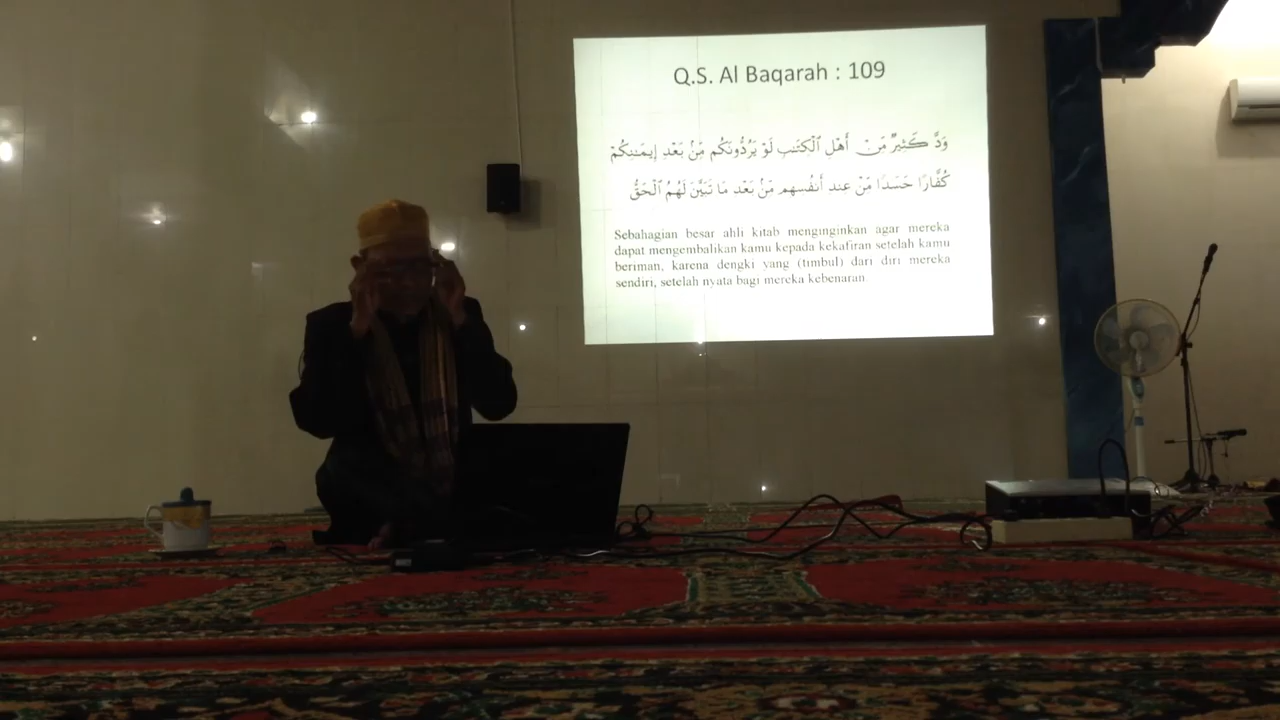 Q.S. Al Baqarah : 109
وَدَّ كَثِيرٌ مِّنْ أَهْلِ ٱلْكِتَٰبِ لَوْ يَرُدُّونَكُم مِّنۢ بَعْدِ إِيمَٰنِكُمْ
كُفَّارًا حَسَدًا مِّنْ عِندِ أَنفُسِهِم مِّنۢ بَعْدِ مَا تَبَيَّنَ لَهُمُ ٱلْحَقُّ
Sebahagian besar ahli kitab menginginkan agar mereka
dapat mengembalikan kamu kepada kekafiran setelah kamu
beriman, karena dengki yang (timbul) dari diri mereka
sendiri, setelah nyata bagi mereka kebenaran.